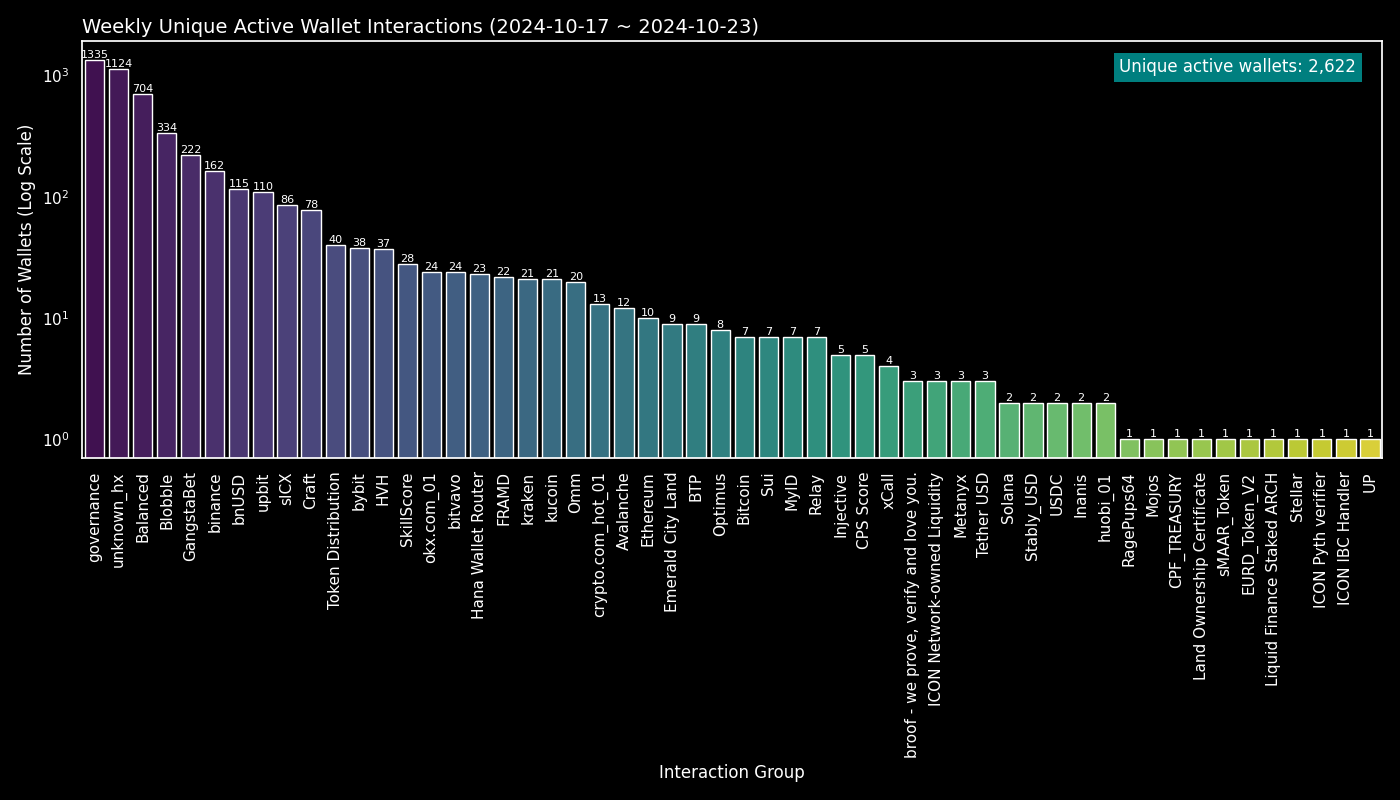 Weekly Unique Active Wallet Interactions (2024-10-17 ~ 2024-10-23)
Unique active wallets: 2,622
Number of Wallets (Log Scale)
10³
10²
10¹
10⁰
1335
1124
704
334
222
162
115
110
86
78
40
38
37
28
24
24
23
22
21
21
20
13
12
10
9
9
8
7
7
7
7
5
5
4
3
3
3
3
2
2
2
2
2
1
1
1
1
1
1
1
1
1
1
1
governance
unknown_hx
Balanced
Blobble
GangstaBet
binance
bnUSD
upbit
sICX
Craft
Token Distribution
bybit
HVH
SkillScore
okx.com_01
bitvavo
Hana Wallet Router
FRAMD
kraken
kucoin
Omm
crypto.com_hot_01
Avalanche
Ethereum
Emerald City Land
BTP
Optimus
Bitcoin
Sui
MyID
Relay
Injective
CPS Score
xCall
broof - we prove, verify and love you.
ICON Network-owned Liquidity
Metanyx
Tether USD
Solana
Stably_USD
USDC
Inanis
huobi_01
RagePups64
Mojos
CPF_TREASURY
Land Ownership Certificate
sMAAR_Token
EURD_Token_V2
Liquid Finance Staked ARCH
Stellar
ICON Pyth verifier
ICON IBC Handler
UP
Interaction Group